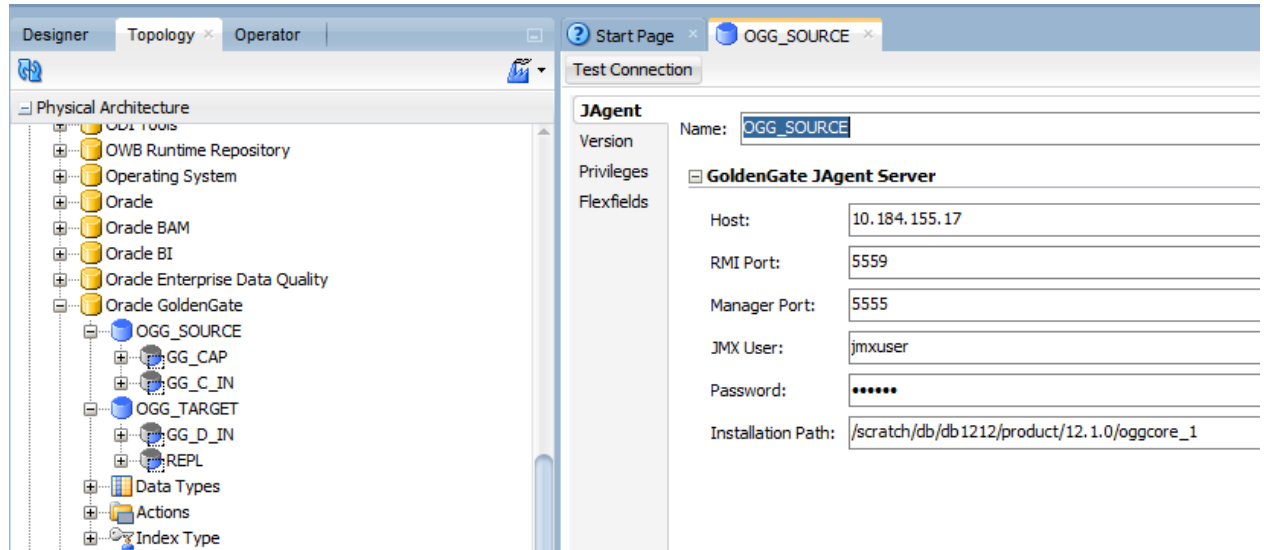 Designer Topology Operator
Start Page OGG_SOURCE
Test Connection
Physical Architecture
ODI Tools
OWB Runtime Repository
Operating System
Oracle
Oracle BAM
Oracle BI
Oracle Enterprise Data Quality
Oracle GoldenGate
OGG_SOURCE
GG_CAP
GG_C_IN
OGG_TARGET
GG_D_IN
REPL
Data Types
Actions
Index Type
JAgent
Version
Privileges
Flexfields
Name: OGG_SOURCE
GoldenGate JAgent Server
Host: 10.184.155.17
RMI Port: 5559
Manager Port: 5555
JMX User: jmxuser
Password: ••••••
Installation Path: /scratch/db/db1212/product/12.1.0/oggcore_1